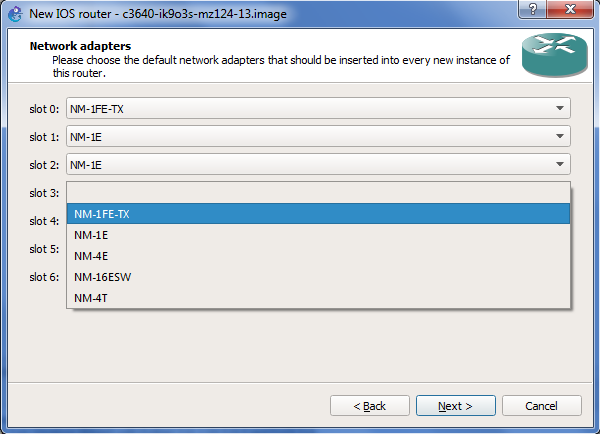 New IOS router - c3640-ik9o3s-mz124-13.image
Network adapters
Please choose the default network adapters that should be inserted into every new instance of
this router.
slot 0: NM-1FE-TX
slot 1: NM-1E
slot 2: NM-1E
slot 3:
NM-1FE-TX
slot 4:
NM-1E
slot 5:
NM-4E
NM-16ESW
slot 6:
NM-4T
< Back Next > Cancel